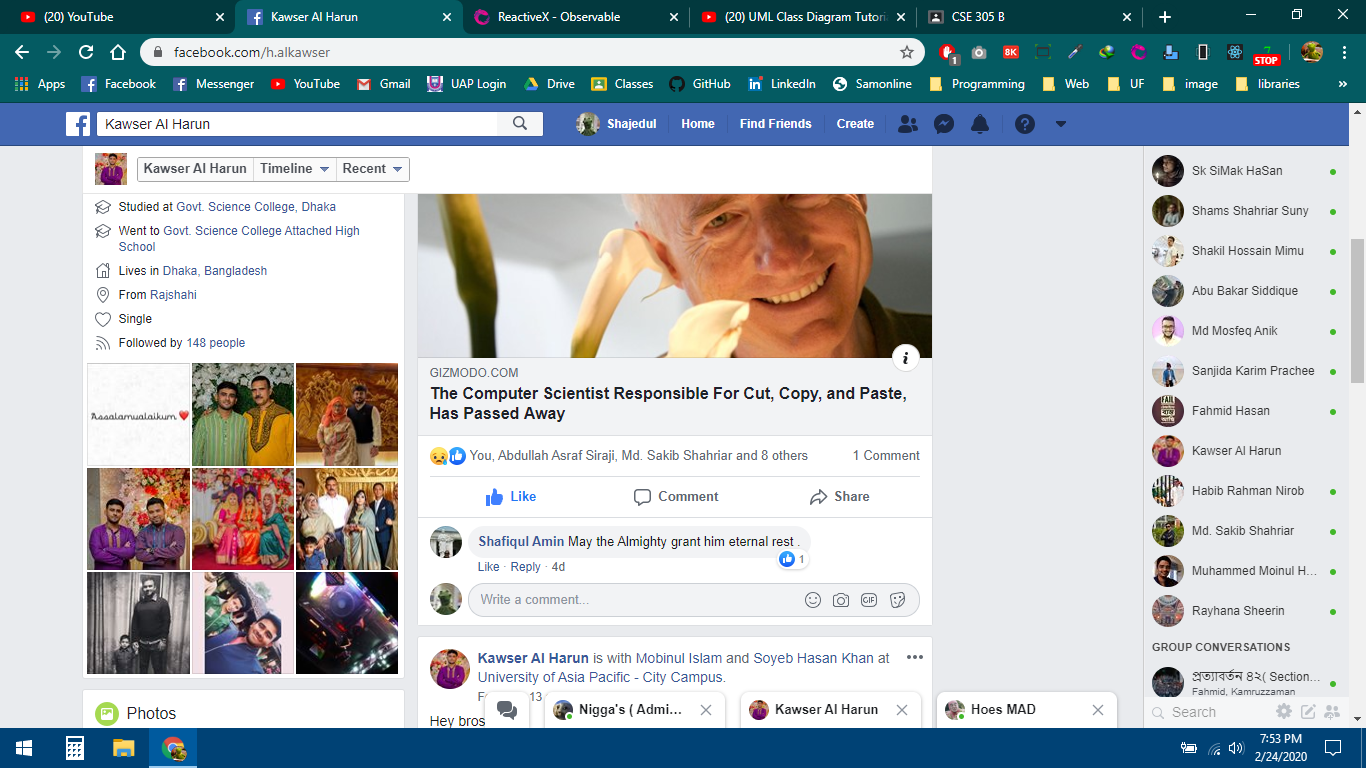 (20) YouTube
Kawser Al Harun
ReactiveX - Observable
(20) UML Class Diagram Tutori
CSE 305 B
facebook.com/h.alkawser
8K
1
7
STOP
Apps
Facebook
Messenger
YouTube
Gmail
UAP Login
Drive
Classes
GitHub
LinkedIn
Samonline
Programming
Web
UF
image
libraries
Kawser Al Harun
Shajedul
Home
Find Friends
Create
Kawser Al Harun
Timeline
Recent
Studied at Govt. Science College, Dhaka
Went to Govt. Science College Attached High
School
Lives in Dhaka, Bangladesh
From Rajshahi
Single
Followed by 148 people
Assalamualaikum
Photos
GIZMODO.COM
The Computer Scientist Responsible For Cut, Copy, and Paste,
Has Passed Away
You, Abdullah Asraf Siraji, Md. Sakib Shahriar and 8 others
1 Comment
Like
Comment
Share
Shafiqul Amin May the Almighty grant him eternal rest .
1
Like · Reply · 4d
Write a comment...
GIF
Kawser Al Harun is with Mobinul Islam and Soyeb Hasan Khan at
University of Asia Pacific - City Campus.
13
Hey bros
Nigga's ( Admi...
Kawser Al Harun
Hoes MAD
Sk SiMak HaSan
Shams Shahriar Suny
Shakil Hossain Mimu
Abu Bakar Siddique
Md Mosfeq Anik
Sanjida Karim Prachee
FAIL
Fahmid Hasan
Kawser Al Harun
Habib Rahman Nirob
Md. Sakib Shahriar
Muhammed Moinul H...
Rayhana Sheerin
GROUP CONVERSATIONS
প্রত্যাবর্তন ৪২( Section...
Fahmid, Kamruzzaman
Search
7:53 PM
2/24/2020